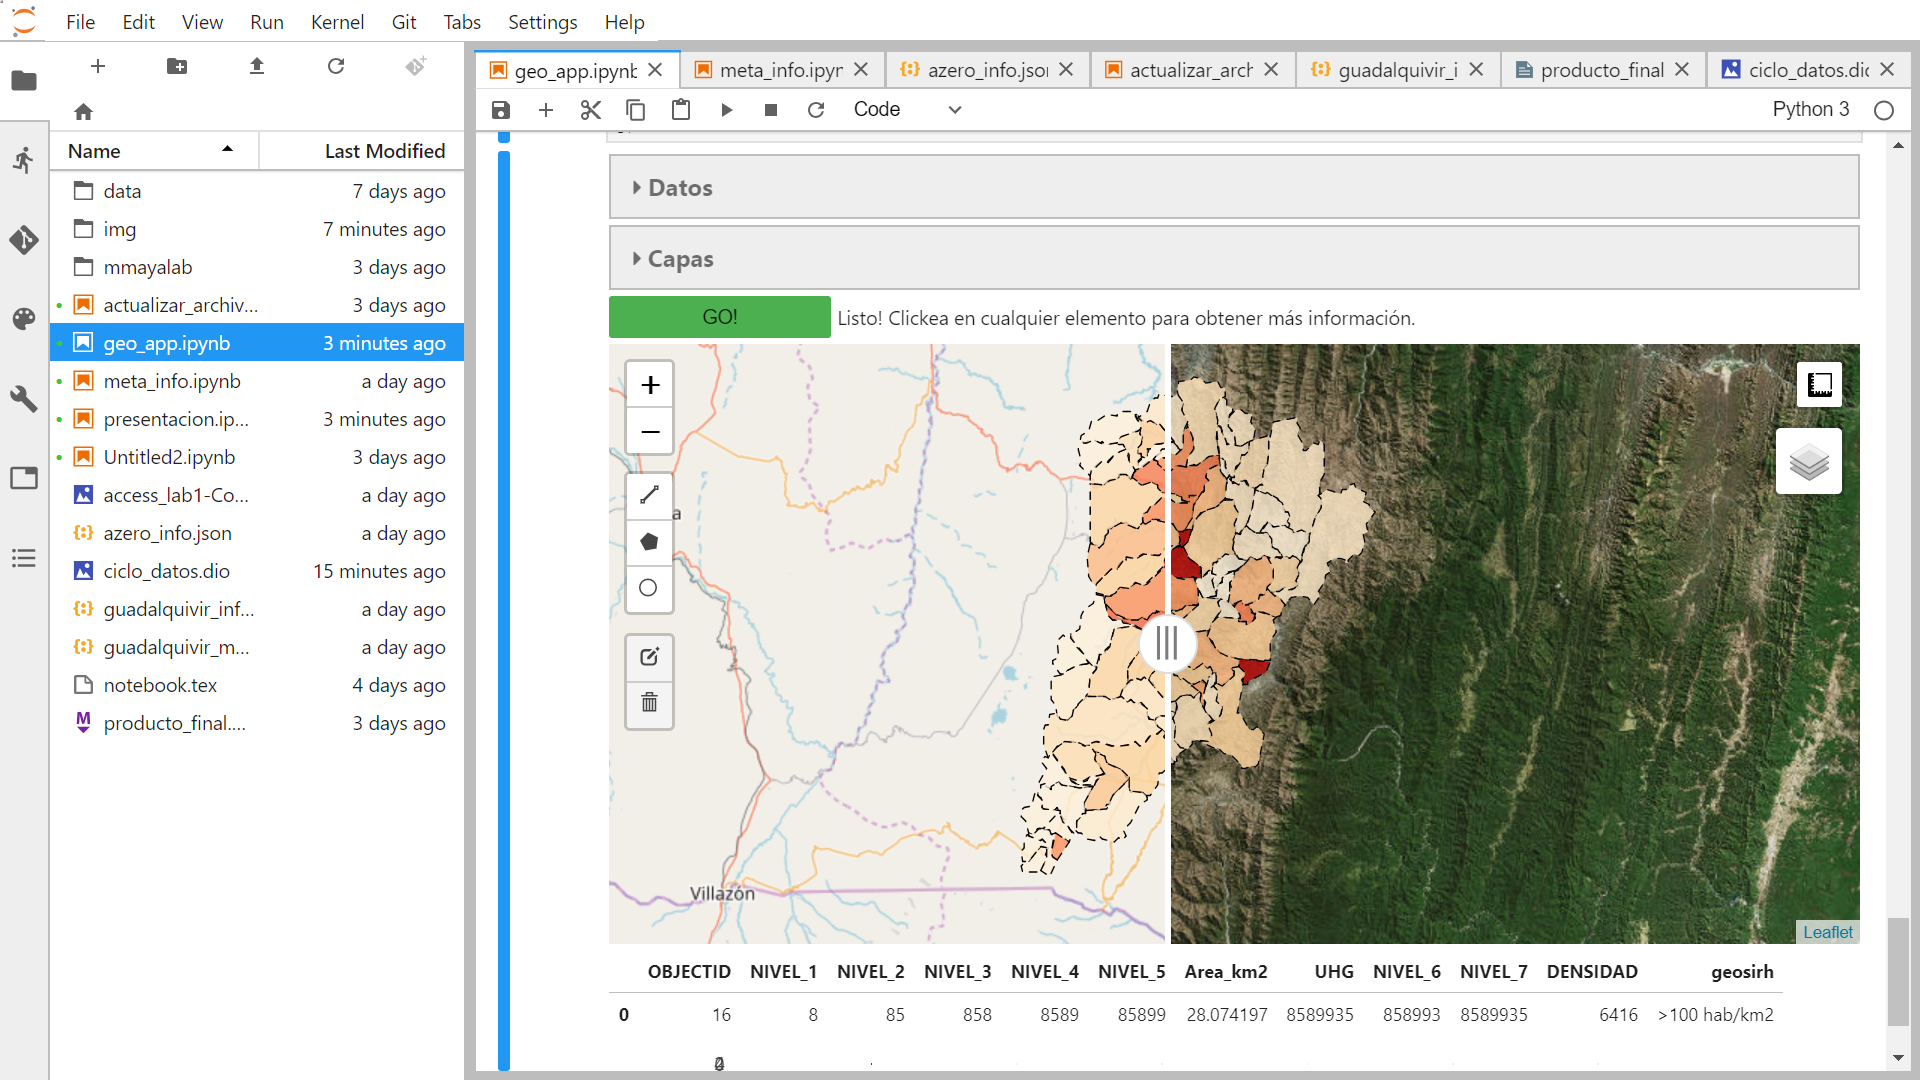 File Edit View Run Kernel Git Tabs Settings Help
geo_app.ipynb meta_info.ipyn azero_info.json actualizar_arch guadalquivir_i producto_final ciclo_datos.dio
Code Python 3
Name Last Modified
data 7 days ago
img 7 minutes ago
mmayalab 3 days ago
actualizar_archiv... 3 days ago
geo_app.ipynb 3 minutes ago
meta_info.ipynb a day ago
presentacion.ip... 3 minutes ago
Untitled2.ipynb 3 days ago
access_lab1-Co... a day ago
azero_info.json a day ago
ciclo_datos.dio 15 minutes ago
guadalquivir_inf... a day ago
guadalquivir_m... a day ago
notebook.tex 4 days ago
producto_final.... 3 days ago
Datos
Capas
GO! Listo! Clickea en cualquier elemento para obtener más información.
Villazón
Leaflet
OBJECTID NIVEL_1 NIVEL_2 NIVEL_3 NIVEL_4 NIVEL_5 Area_km2 UHG NIVEL_6 NIVEL_7 DENSIDAD geosirh
0 16 8 85 858 8589 85899 28.074197 8589935 858993 8589935 6416 >100 hab/km2